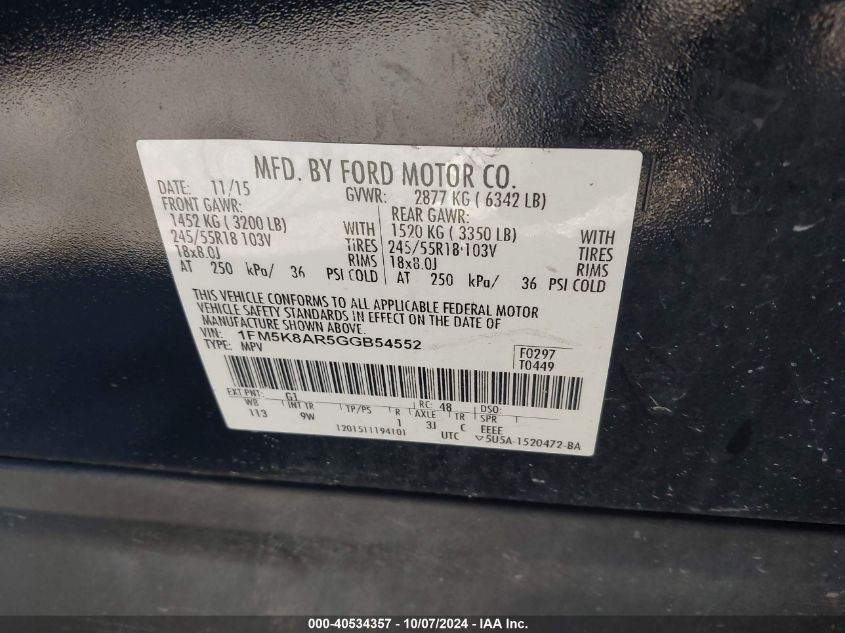 MFD. BY FORD MOTOR CO.
DATE: 11/15 GVWR: 2877 KG ( 6342 LB)
FRONT GAWR: REAR GAWR:
1452 KG ( 3200 LB) WITH 1520 KG ( 3350 LB) WITH
245/55R18 103V TIRES 245/55R18 103V TIRES
18x8.0J RIMS 18x8.0J RIMS
AT 250 kPa/ 36 PSI COLD AT 250 kPa/ 36 PSI COLD
THIS VEHICLE CONFORMS TO ALL APPLICABLE FEDERAL MOTOR
VEHICLE SAFETY STANDARDS IN EFFECT ON THE DATE OF
MANUFACTURE SHOWN ABOVE.
VIN: 1FM5K8AR5GGB54552
TYPE: MPV
F0297
T0449
EXT PNT: G1 RC: 48 DSO:
WB INT TR TP/PS R AXLE TR SPR
113 9W 1 3J C EEEE
120151119410​1 UTC ▽5U5A-1520472-BA
000-40534357 - 10/07/2024 - IAA Inc.